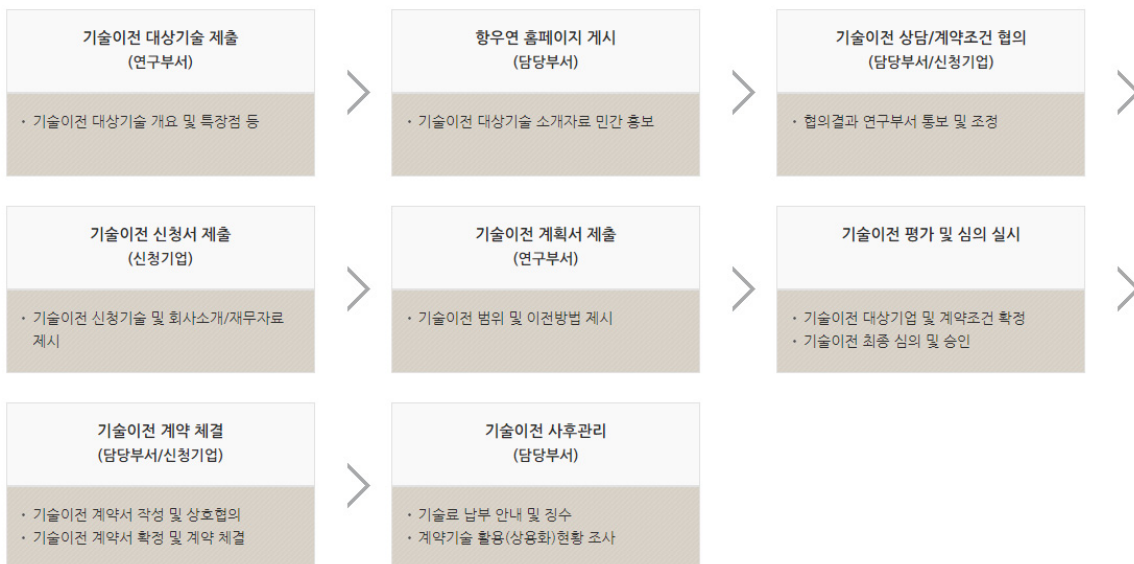 기술이전 대상기술 제출
(연구부서)
· 기술이전 대상기술 개요 및 특장점 등
항우연 홈페이지 게시
(담당부서)
· 기술이전 대상기술 소개자료 민간 홍보
기술이전 상담/계약조건 협의
(담당부서/신청기업)
· 협의결과 연구부서 통보 및 조정
기술이전 신청서 제출
(신청기업)
· 기술이전 신청기술 및 회사소개/재무자료
제시
기술이전 계획서 제출
(연구부서)
· 기술이전 범위 및 이전방법 제시
기술이전 평가 및 심의 실시
· 기술이전 대상기업 및 계약조건 확정
· 기술이전 최종 심의 및 승인
기술이전 계약 체결
(담당부서/신청기업)
· 기술이전 계약서 작성 및 상호협의
· 기술이전 계약서 확정 및 계약 체결
기술이전 사후관리
(담당부서)
· 기술료 납부 안내 및 징수
· 계약기술 활용(상용화)현황 조사